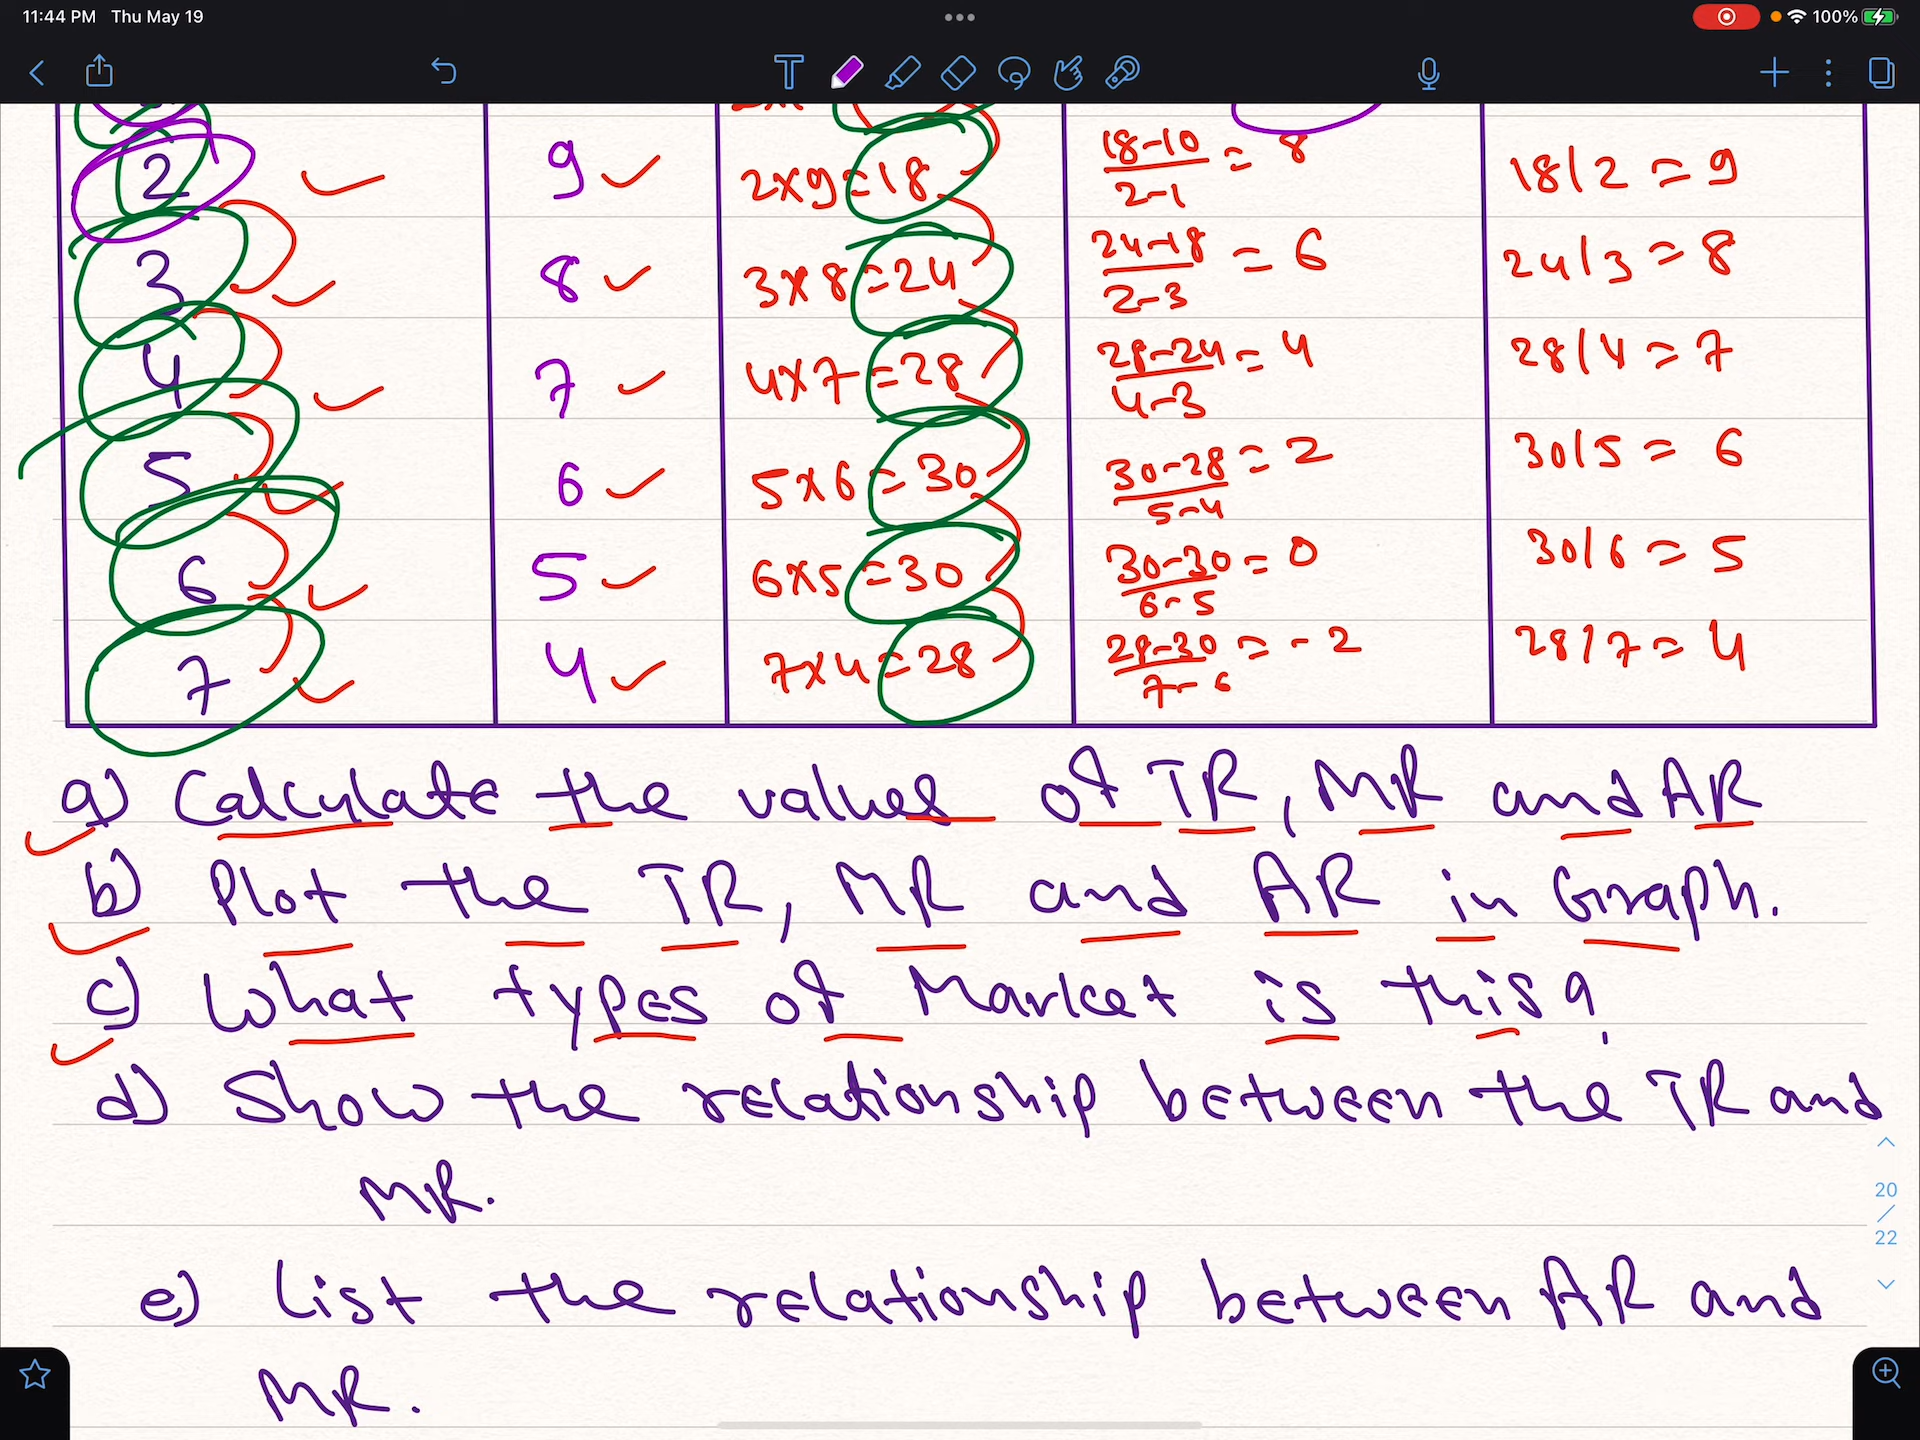 11:44 PM Thu May 19
100%
2 9 2x9=18 18-10/2-1 = 8 18/2 = 9
3 8 3x8=24 24-18/2-3 = 6 24/3 = 8
4 7 4x7=28 28-24/4-3 = 4 28/4 = 7
5 6 5x6=30 30-28/5-4 = 2 30/5 = 6
6 5 6x5=30 30-30/6-5 = 0 30/6 = 5
7 4 7x4=28 28-30/7-6 = -2 28/7 = 4
a) Calculate the values of TR, MR and AR
b) Plot the TR, MR and AR in Graph.
c) What types of Market is this?
d) Show the relationship between the TR and
MR.
e) List the relationship between AR and
MR.
20
/
22